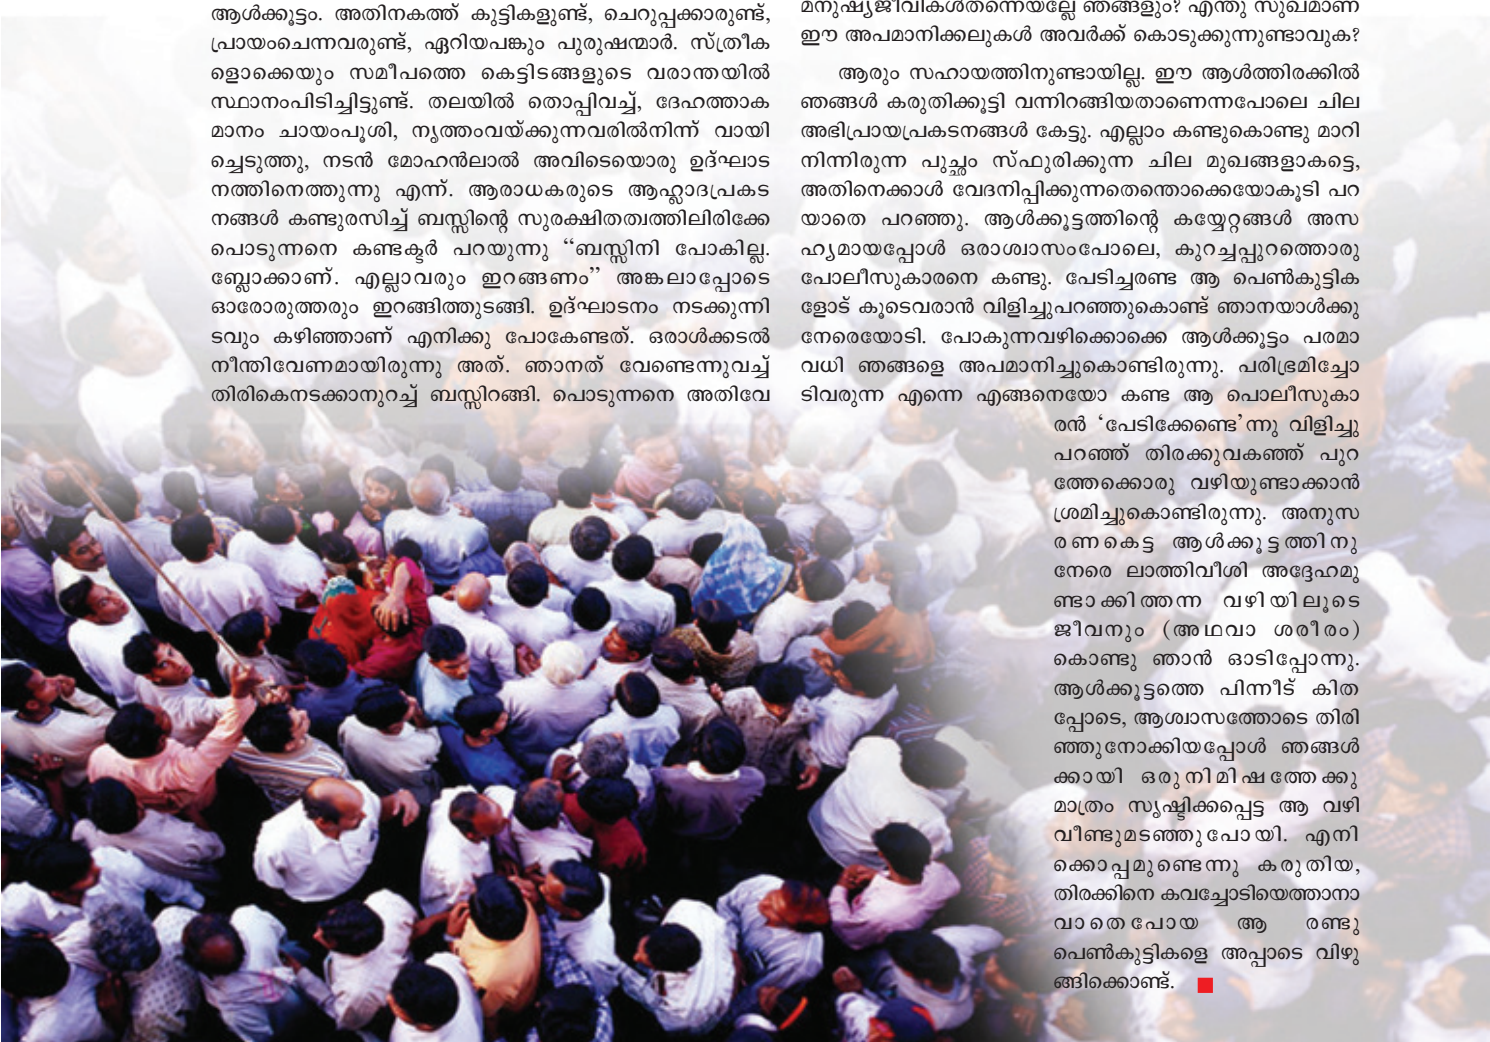 ആൾക്കൂട്ടം. അതിനകത്ത് കുട്ടികളുണ്ട്, ചെറുപ്പക്കാരുണ്ട്,
പ്രായംചെന്നവരുണ്ട്, ഏറിയപങ്കും പുരുഷന്മാർ. സ്ത്രീക
ളൊക്കെയും സമീപത്തെ കെട്ടിടങ്ങളുടെ വരാന്തയിൽ
സ്ഥാനംപിടിച്ചിട്ടുണ്ട്. തലയിൽ തൊപ്പിവച്ച്, ദേഹത്താക
മാനം ചായംപൂശി, നൃത്തംവയ്ക്കുന്നവരിൽനിന്ന് വായി
ച്ചെടുത്തു, നടൻ മോഹൻലാൽ അവിടെയൊരു ഉദ്ഘാട
നത്തിനെത്തുന്നു എന്ന്. ആരാധകരുടെ ആഹ്ലാദപ്രകട
നങ്ങൾ കണ്ടുരസിച്ച് ബസ്സിന്റെ സുരക്ഷിതത്വത്തിലിരിക്കേ
പൊടുന്നനെ കണ്ടക്ടർ പറയുന്നു “ബസ്സിനി പോകില്ല.
ബ്ലോക്കാണ്. എല്ലാവരും ഇറങ്ങണം” അങ്കലാപ്പോടെ
ഓരോരുത്തരും ഇറങ്ങിത്തുടങ്ങി. ഉദ്ഘാടനം നടക്കുന്നി
ടവും കഴിഞ്ഞാണ് എനിക്കു പോകേണ്ടത്. ഒരാൾക്കടൽ
നീന്തിവേണമായിരുന്നു അത്. ഞാനത് വേണ്ടെന്നുവച്ച്
തിരികെനടക്കാനുറച്ച് ബസ്സിറങ്ങി. പൊടുന്നനെ അതിവേ
മനുഷ്യജീവികൾതന്നെയല്ലേ ഞങ്ങളും? എന്തു സുഖമാണ്
ഈ അപമാനിക്കലുകൾ അവർക്ക് കൊടുക്കുന്നുണ്ടാവുക?
ആരും സഹായത്തിനുണ്ടായില്ല. ഈ ആൾത്തിരക്കിൽ
ഞങ്ങൾ കരുതിക്കൂട്ടി വന്നിറങ്ങിയതാണെന്നപോലെ ചില
അഭിപ്രായപ്രകടനങ്ങൾ കേട്ടു. എല്ലാം കണ്ടുകൊണ്ടു മാറി
നിന്നിരുന്ന പുച്ഛം സ്ഫുരിക്കുന്ന ചില മുഖങ്ങളാകട്ടെ,
അതിനെക്കാൾ വേദനിപ്പിക്കുന്നതെന്തൊക്കെയോകൂടി പറ
യാതെ പറഞ്ഞു. ആൾക്കൂട്ടത്തിന്റെ കയ്യേറ്റങ്ങൾ അസ
ഹ്യമായപ്പോൾ ഒരാശ്വാസംപോലെ, കുറച്ചപ്പുറത്തൊരു
പോലീസുകാരനെ കണ്ടു. പേടിച്ചരണ്ട ആ പെൺകുട്ടിക
ളോട് കൂടെവരാൻ വിളിച്ചുപറഞ്ഞുകൊണ്ട് ഞാനയാൾക്കു
നേരെയോടി. പോകുന്നവഴിക്കൊക്കെ ആൾക്കൂട്ടം പരമാ
വധി ഞങ്ങളെ അപമാനിച്ചുകൊണ്ടിരുന്നു. പരിഭ്രമിച്ചോ
ടിവരുന്ന എന്നെ എങ്ങനെയോ കണ്ട ആ പൊലീസുകാ
രൻ ‘പേടിക്കേണ്ടെ’ന്നു വിളിച്ചു
പറഞ്ഞ് തിരക്കുവകഞ്ഞ് പുറ
ത്തേക്കൊരു വഴിയുണ്ടാക്കാൻ
ശ്രമിച്ചുകൊണ്ടിരുന്നു. അനുസ
രണകെട്ട ആൾക്കൂട്ടത്തിനു
നേരെ ലാത്തിവീശി അദ്ദേഹമു
ണ്ടാക്കിത്തന്ന വഴിയിലൂടെ
ജീവനും (അഥവാ ശരീരം)
കൊണ്ടു ഞാൻ ഓടിപ്പോന്നു.
ആൾക്കൂട്ടത്തെ പിന്നീട് കിത
പ്പോടെ, ആശ്വാസത്തോടെ തിരി
ഞ്ഞുനോക്കിയപ്പോൾ ഞങ്ങൾ
ക്കായി ഒരുനിമിഷത്തേക്കു
മാത്രം സൃഷ്ടിക്കപ്പെട്ട ആ വഴി
വീണ്ടുമടഞ്ഞുപോയി. എനി
ക്കൊപ്പമുണ്ടെന്നു കരുതിയ,
തിരക്കിനെ കവച്ചോടിയെത്താനാ
വാതെപോയ ആ രണ്ടു
പെൺകുട്ടികളെ അപ്പാടെ വിഴു
ങ്ങിക്കൊണ്ട്.